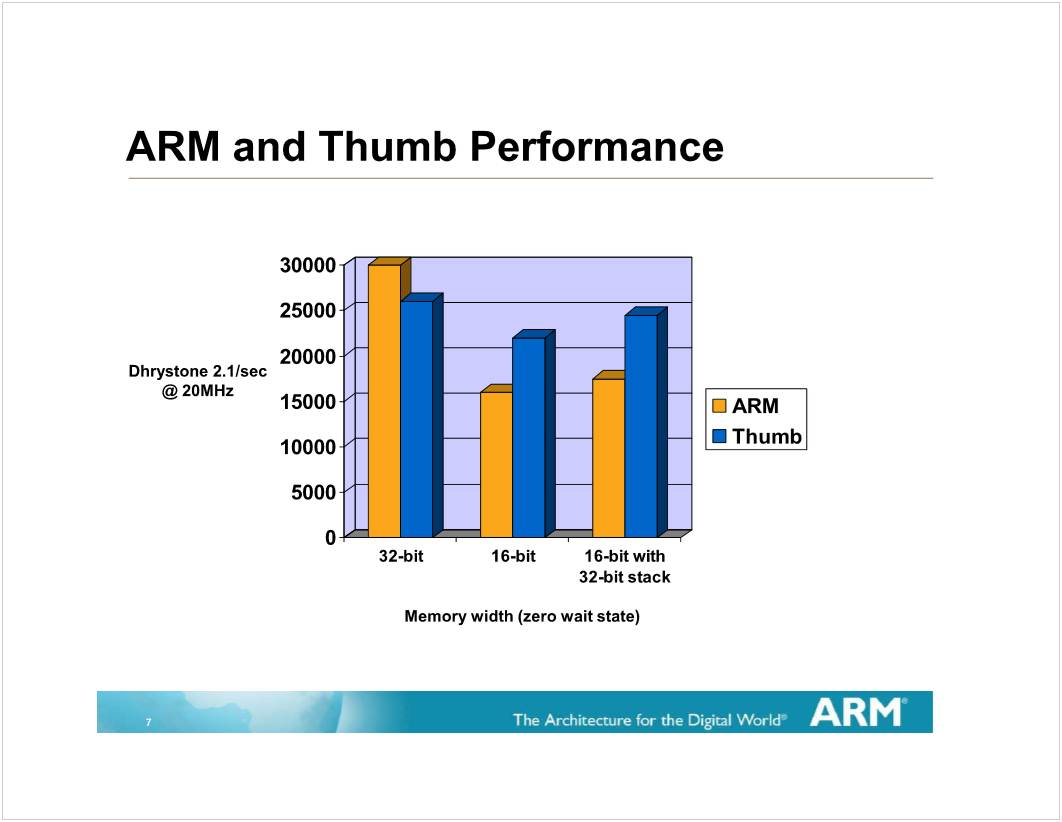 ARM and Thumb Performance
30000
25000
20000
15000
10000
5000
0
Dhrystone 2.1/sec
@ 20MHz
32-bit
16-bit
16-bit with
32-bit stack
Memory width (zero wait state)
ARM
Thumb
7
The Architecture for the Digital World®
ARM®